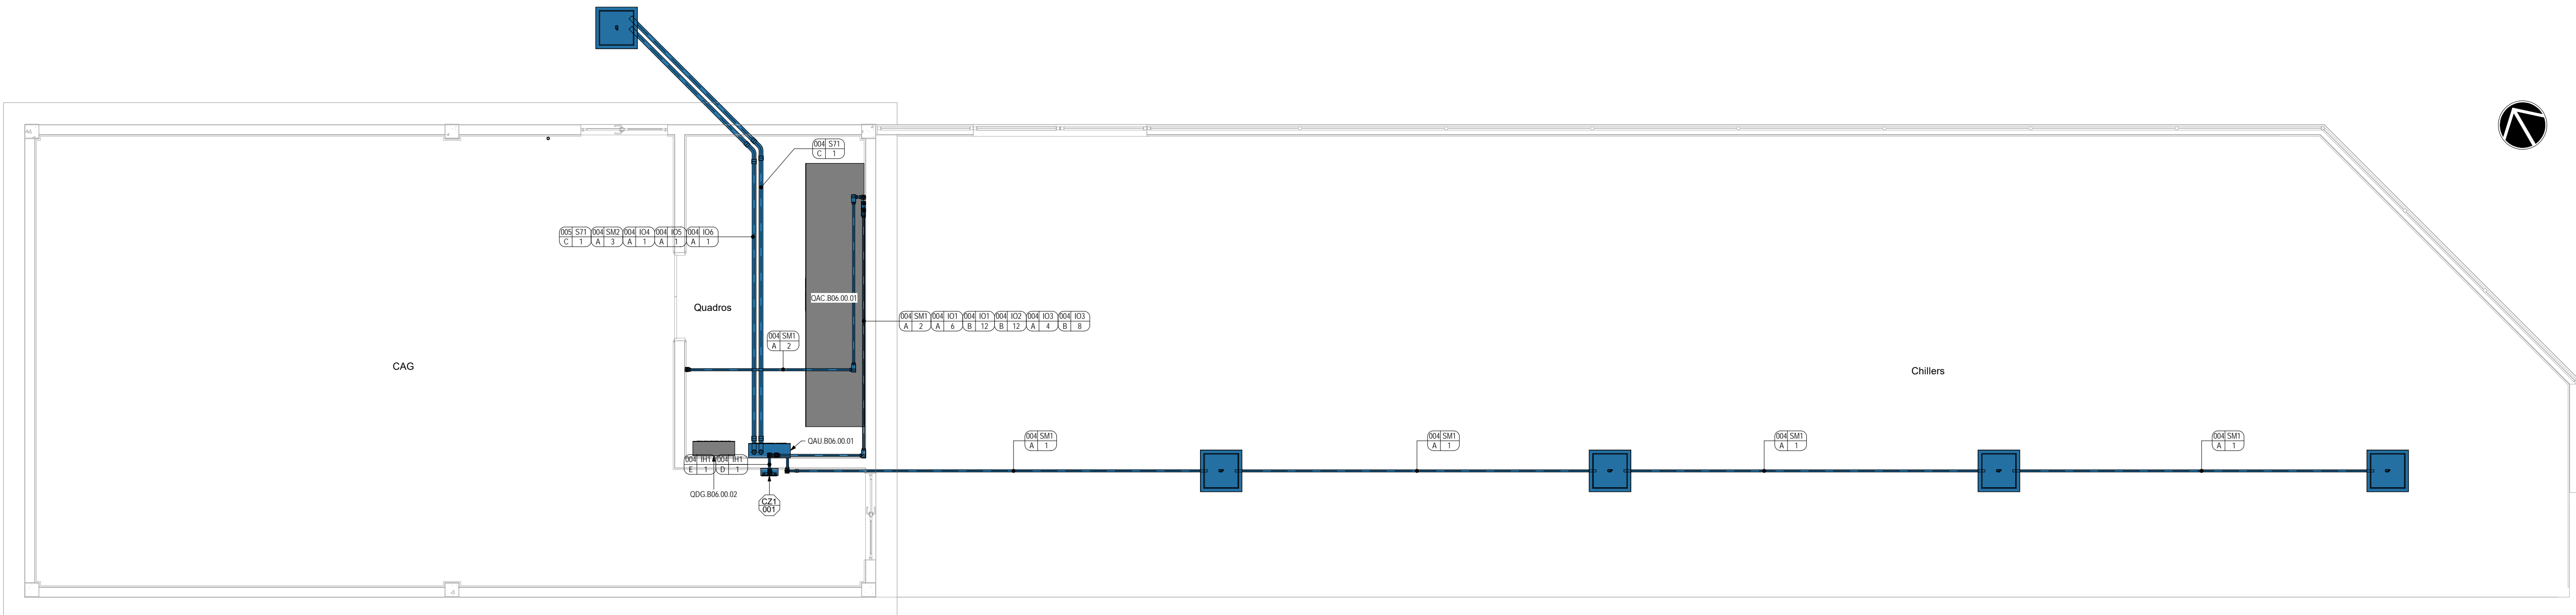 004 S71
C 1
005 S71 004 SM2 004 IO4 004 IO5 004 IO6
C 1 A 3 A 1 A 1 A 1
QAC.B06.00.01
Quadros
004 SM1 004 IO1 004 IO1 004 IO2 004 IO3 004 IO3
A 2 A 6 B 12 B 12 A 4 B 8
004 SM1
A 2
CAG
Chillers
QAU.B06.00.01
004 SM1
A 1
004 SM1
A 1
004 SM1
A 1
004 SM1
A 1
004 IH1 004 IH1
E 1 D 1
QDG.B06.00.02
CZ1
001